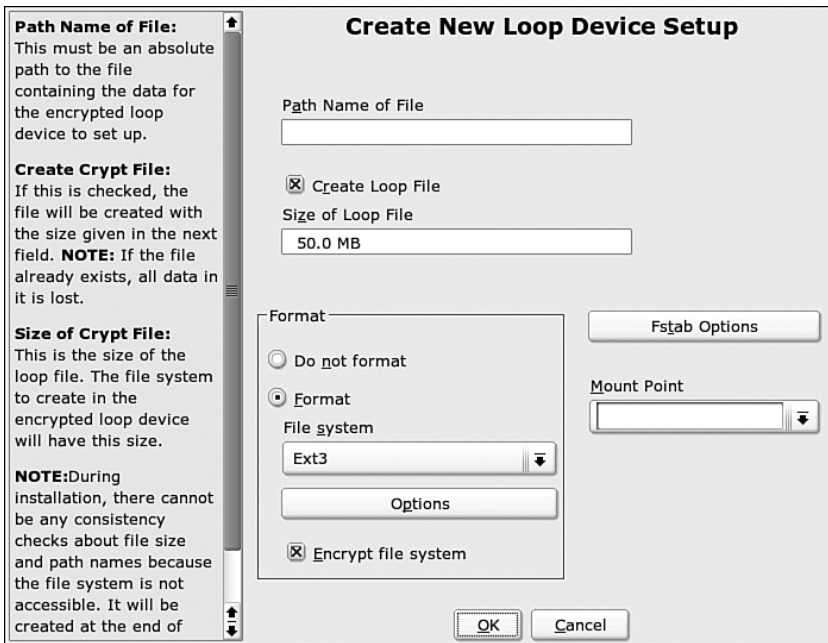 Path Name of File:
This must be an absolute
path to the file
containing the data for
the encrypted loop
device to set up.
Create Crypt File:
If this is checked, the
file will be created with
the size given in the next
field. NOTE: If the file
already exists, all data in
it is lost.
Size of Crypt File:
This is the size of the
loop file. The file system
to create in the
encrypted loop device
will have this size.
NOTE:During
installation, there cannot
be any consistency
checks about file size
and path names because
the file system is not
accessible. It will be
created at the end of
Create New Loop Device Setup
Path Name of File
Create Loop File
Size of Loop File
50.0 MB
Format
Do not format
Format
File system
Ext3
Options
Encrypt file system
Fstab Options
Mount Point
OK
Cancel